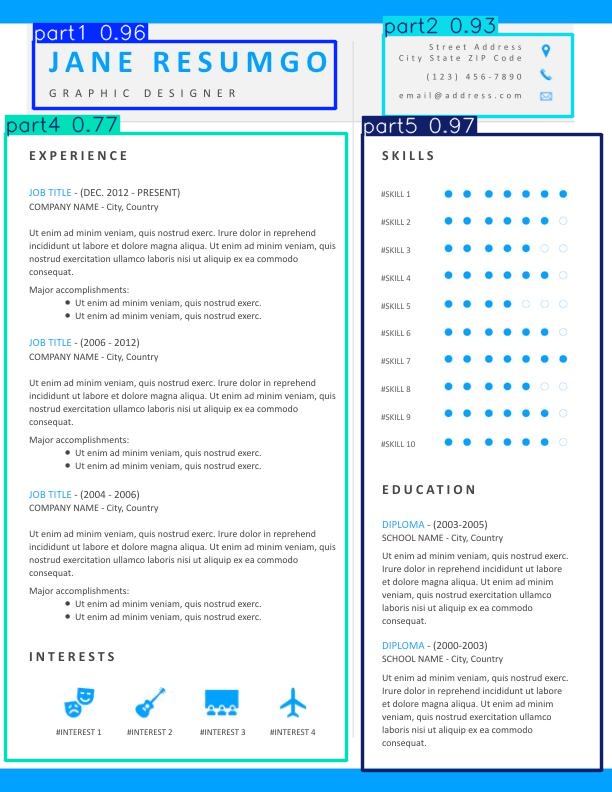 part1 0.96
JANE RESUMGO
GRAPHIC DESIGNER
part2 0.93
Street Address
City State ZIP Code
(123) 456-7890
email@address.com
part4 0.77
EXPERIENCE
JOB TITLE - (DEC. 2012 - PRESENT)
COMPANY NAME - City, Country
Ut enim ad minim veniam, quis nostrud exerc. Irure dolor in reprehend
incididunt ut labore et dolore magna aliqua. Ut enim ad minim veniam, quis
nostrud exercitation ullamco laboris nisi ut aliquip ex ea commodo
consequat.
Major accomplishments:
• Ut enim ad minim veniam, quis nostrud exerc.
• Ut enim ad minim veniam, quis nostrud exerc.
JOB TITLE - (2006 - 2012)
COMPANY NAME - City, Country
Ut enim ad minim veniam, quis nostrud exerc. Irure dolor in reprehend
incididunt ut labore et dolore magna aliqua. Ut enim ad minim veniam, quis
nostrud exercitation ullamco laboris nisi ut aliquip ex ea commodo
consequat.
Major accomplishments:
• Ut enim ad minim veniam, quis nostrud exerc.
• Ut enim ad minim veniam, quis nostrud exerc.
JOB TITLE - (2004 - 2006)
COMPANY NAME - City, Country
Ut enim ad minim veniam, quis nostrud exerc. Irure dolor in reprehend
incididunt ut labore et dolore magna aliqua. Ut enim ad minim veniam, quis
nostrud exercitation ullamco laboris nisi ut aliquip ex ea commodo
consequat.
Major accomplishments:
• Ut enim ad minim veniam, quis nostrud exerc.
• Ut enim ad minim veniam, quis nostrud exerc.
INTERESTS
#INTEREST 1 #INTEREST 2 #INTEREST 3 #INTEREST 4
part5 0.97
SKILLS
#SKILL 1
#SKILL 2
#SKILL 3
#SKILL 4
#SKILL 5
#SKILL 6
#SKILL 7
#SKILL 8
#SKILL 9
#SKILL 10
EDUCATION
DIPLOMA - (2003-2005)
SCHOOL NAME - City, Country
Ut enim ad minim veniam, quis nostrud exerc.
Irure dolor in reprehend incididunt ut labore
et dolore magna aliqua. Ut enim ad minim
veniam, quis nostrud exercitation ullamco
laboris nisi ut aliquip ex ea commodo
consequat.
DIPLOMA - (2000-2003)
SCHOOL NAME - City, Country
Ut enim ad minim veniam, quis nostrud exerc.
Irure dolor in reprehend incididunt ut labore
et dolore magna aliqua. Ut enim ad minim
veniam, quis nostrud exercitation ullamco
laboris nisi ut aliquip ex ea commodo
consequat.